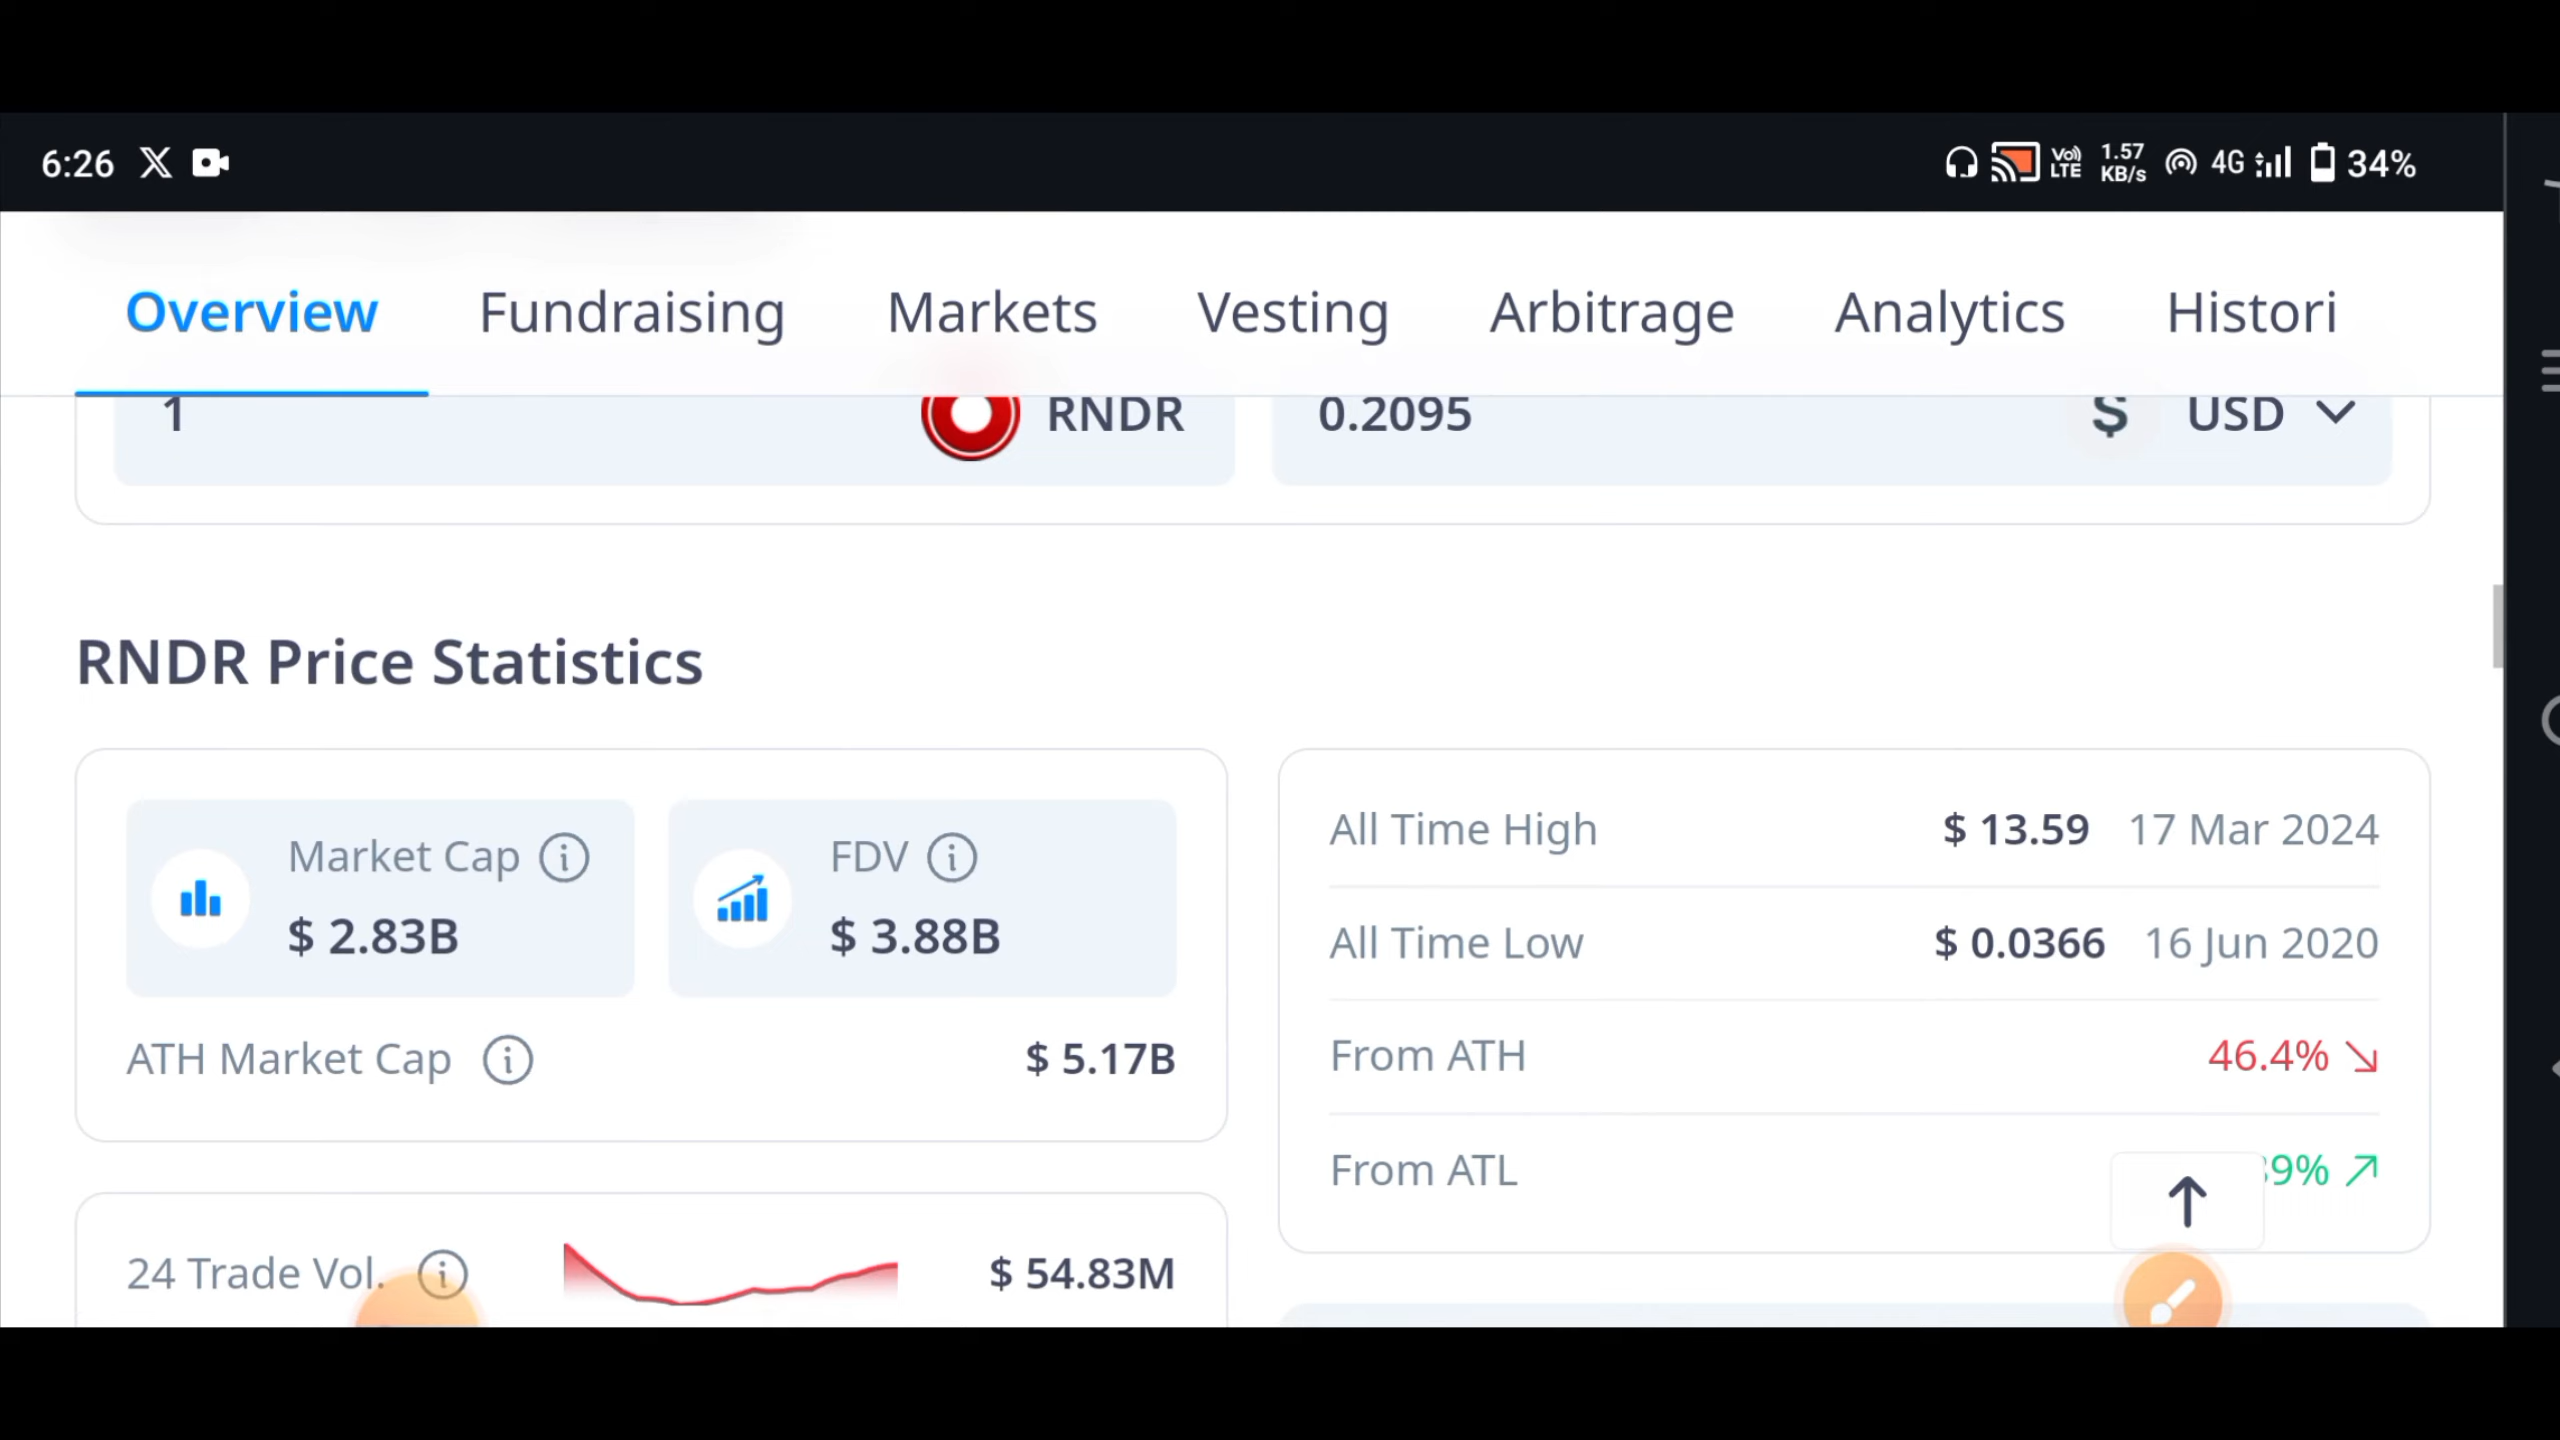 6:26 Vo) LTE 1.57 KB/s 4G 34%
Overview Fundraising Markets Vesting Arbitrage Analytics Histori
1 RNDR 0.2095 $ USD
RNDR Price Statistics
Market Cap
$ 2.83B
FDV
$ 3.88B
ATH Market Cap $ 5.17B
24 Trade Vol. $ 54.83M
All Time High $ 13.59 17 Mar 2024
All Time Low $ 0.0366 16 Jun 2020
From ATH 46.4%
From ATL 9%